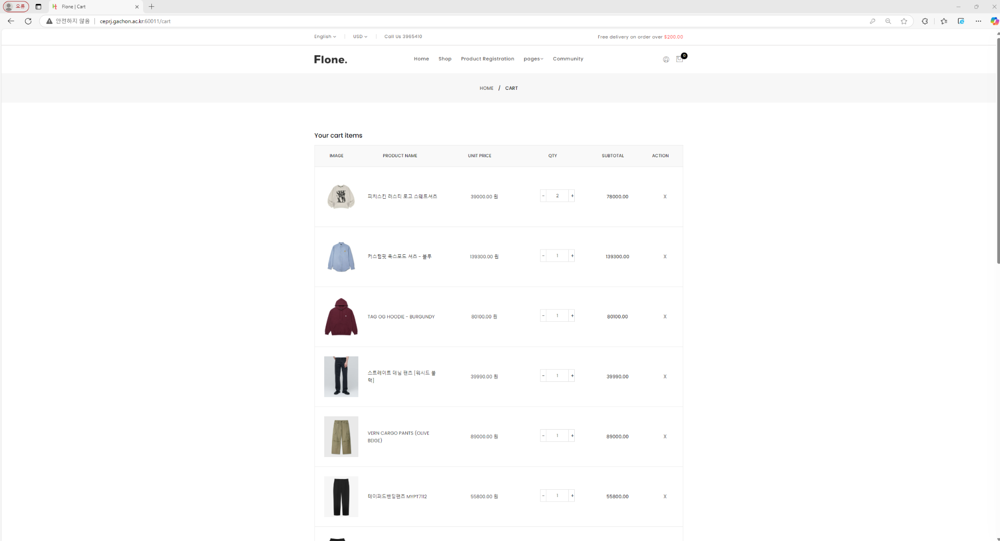 오류
Flone | Cart
안전하지 않음 | ceprj.gachon.ac.kr:60011/cart
English USD Call Us 3965410 Free delivery on order over $200.00
Flone. Home Shop Product Registration pages Community 0
HOME / CART
Your cart items
IMAGE PRODUCT NAME UNIT PRICE QTY SUBTOTAL ACTION
피치스킨 러스티 로고 스웨트셔츠 39000.00 원 - 2 + 78000.00 X
커스텀핏 옥스포드 셔츠 - 블루 139300.00 원 - 1 + 139300.00 X
TAG OG HOODIE - BURGUNDY 80100.00 원 - 1 + 80100.00 X
스트레이트 데님 팬츠 [워시드 블
랙] 39990.00 원 - 1 + 39990.00 X
VERN CARGO PANTS (OLIVE
BEIGE) 89000.00 원 - 1 + 89000.00 X
테이퍼드밴딩팬츠 MYPT7112 55800.00 원 - 1 + 55800.00 X